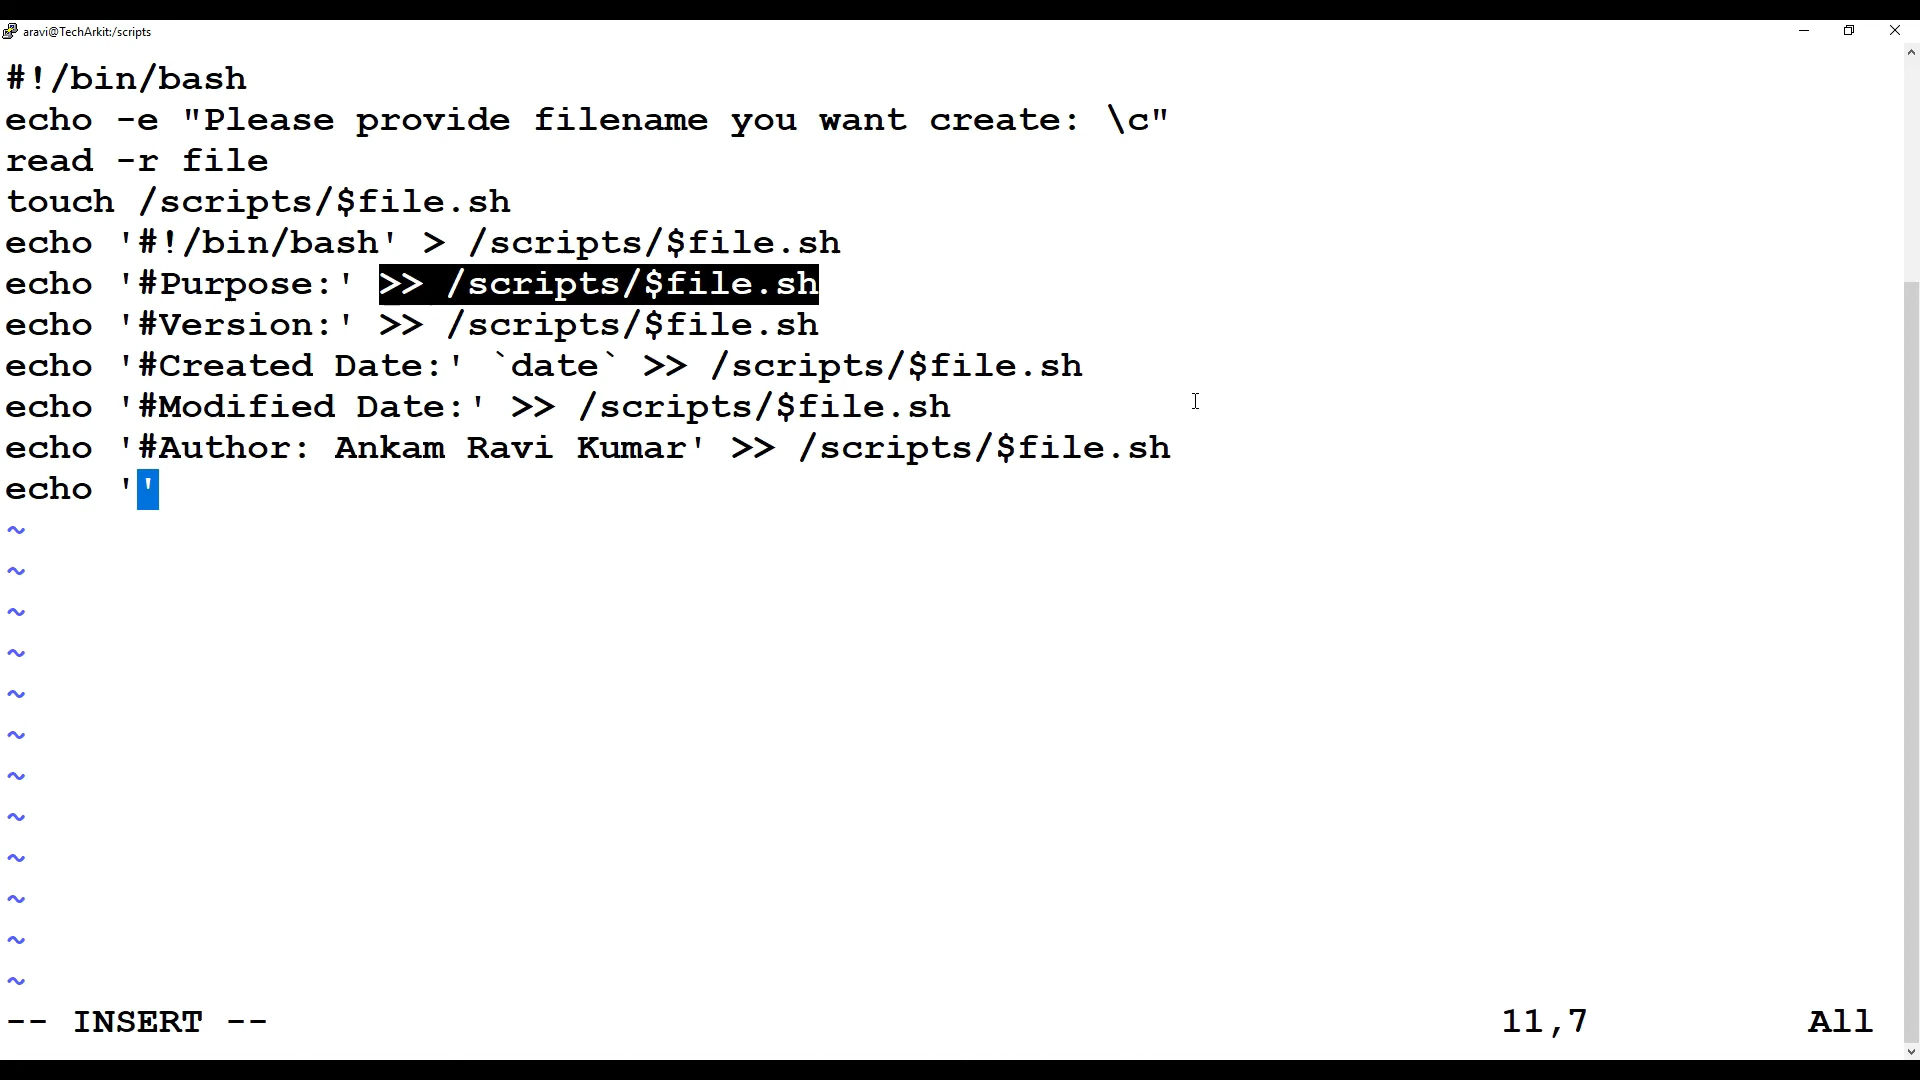 aravi@TechArkit:/scripts
#!/bin/bash
echo -e "Please provide filename you want create: \c"
read -r file
touch /scripts/$file.sh
echo '#!/bin/bash' > /scripts/$file.sh
echo '#Purpose:' >> /scripts/$file.sh
echo '#Version:' >> /scripts/$file.sh
echo '#Created Date:' `date` >> /scripts/$file.sh
echo '#Modified Date:' >> /scripts/$file.sh
echo '#Author: Ankam Ravi Kumar' >> /scripts/$file.sh
echo ''
~
~
~
~
~
~
~
~
~
~
~
~
-- INSERT -- 11,7 All